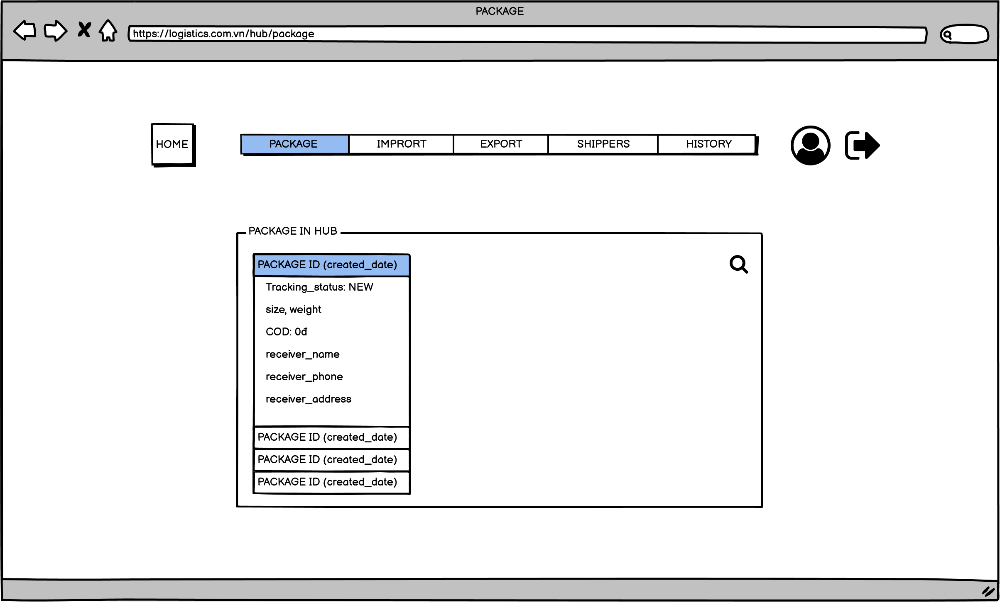 PACKAGE
https://logistics.com.vn/hub/package
HOME
PACKAGE
IMPRORT
EXPORT
SHIPPERS
HISTORY
PACKAGE IN HUB
PACKAGE ID (created_date)
Tracking_status: NEW
size, weight
COD: 0đ
receiver_name
receiver_phone
receiver_address
PACKAGE ID (created_date)
PACKAGE ID (created_date)
PACKAGE ID (created_date)